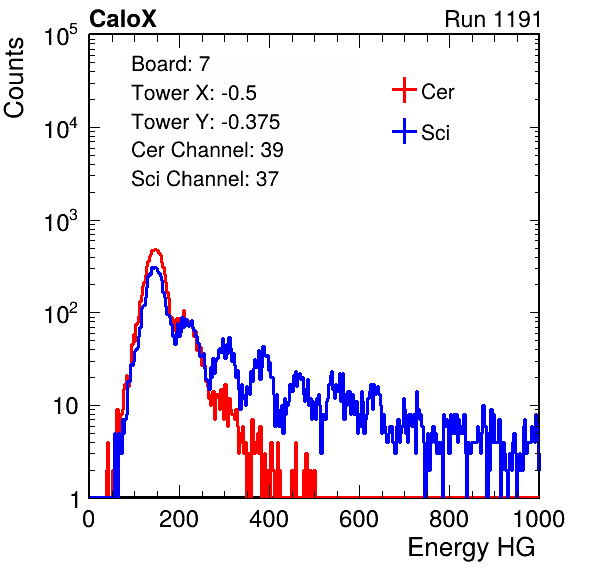 CaloX Run 1191
Counts
Board: 7
Tower X: -0.5
Tower Y: -0.375
Cer Channel: 39
Sci Channel: 37
Cer
Sci
10^5
10^4
10^3
10^2
10
1
0 200 400 600 800 1000
Energy HG